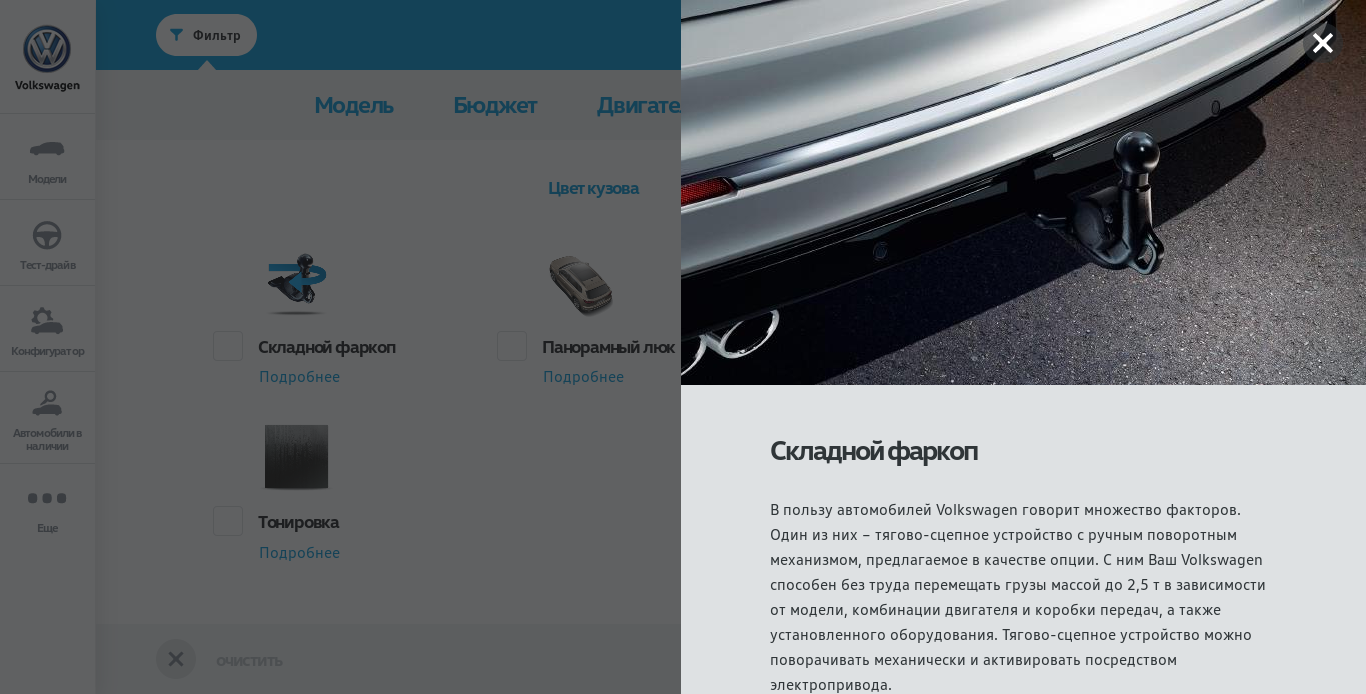 Volkswagen
Модели
Тест-драйв
Конфигуратор
Автомобили в
наличии
Еще
Фильтр
Модель
Бюджет
Цвет кузова
Складной фаркоп
Подробнее
Панорамный люк
Подробнее
Тонировка
Подробнее
ОЧИСТИТЬ
Складной фаркоп
В пользу автомобилей Volkswagen говорит множество факторов.
Один из них – тягово-сцепное устройство с ручным поворотным
механизмом, предлагаемое в качестве опции. С ним Ваш Volkswagen
способен без труда перемещать грузы массой до 2,5 т в зависимости
от модели, комбинации двигателя и коробки передач, а также
установленного оборудования. Тягово-сцепное устройство можно
поворачивать механически и активировать посредством
электропривода.